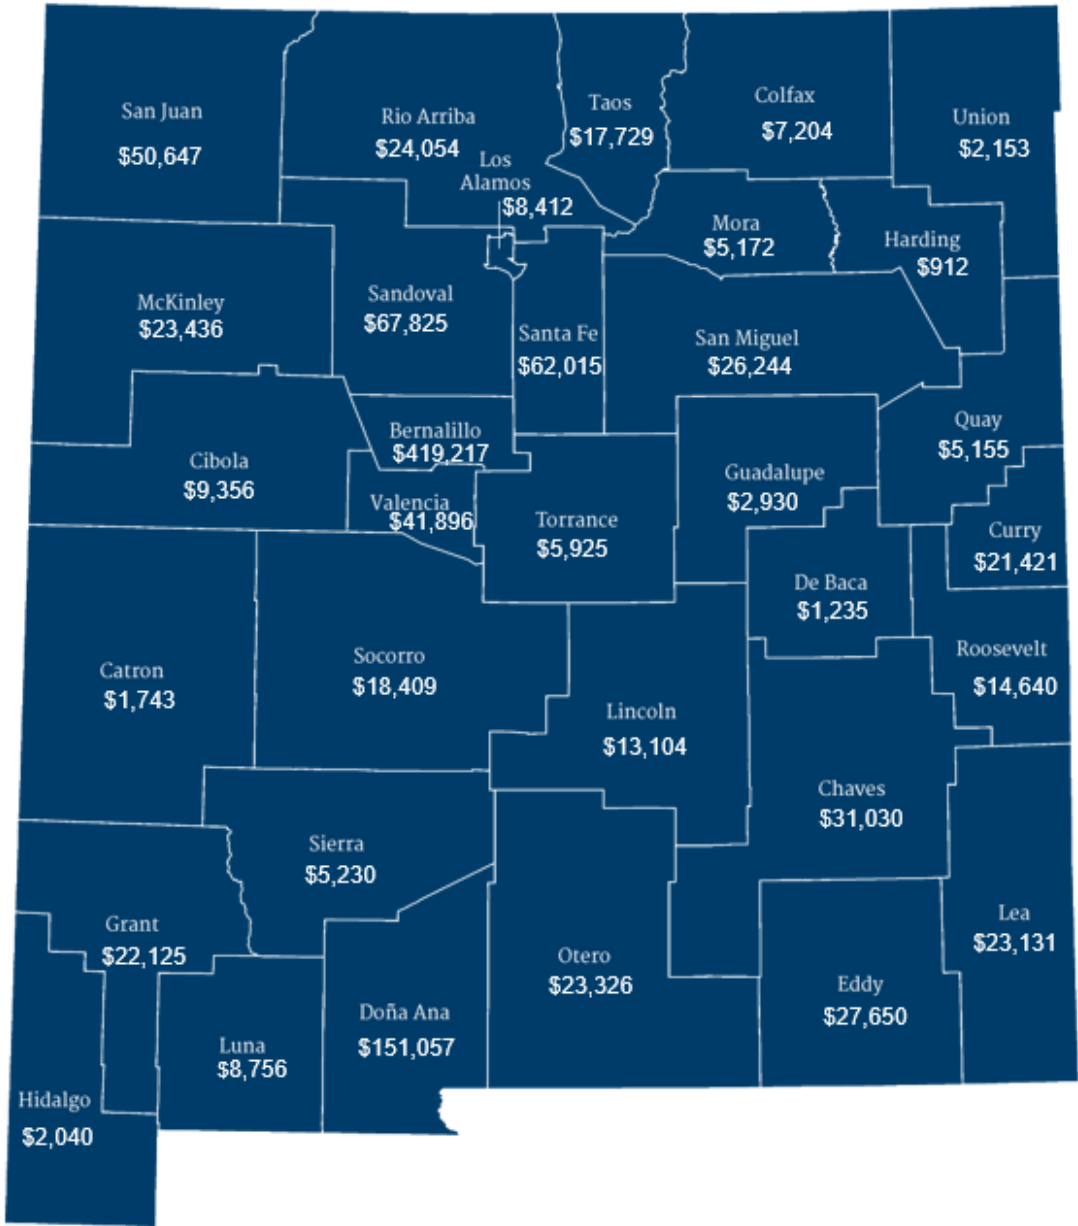 San Juan
$50,647
Rio Arriba
$24,054
Taos
$17,729
Colfax
$7,204
Union
$2,153
Los
Alamos
$8,412
Mora
$5,172
Harding
$912
McKinley
$23,436
Sandoval
$67,825
Santa Fe
$62,015
San Miguel
$26,244
Quay
$5,155
Cibola
$9,356
Bernalillo
$419,217
Valencia
$41,896
Torrance
$5,925
Guadalupe
$2,930
Curry
$21,421
De Baca
$1,235
Roosevelt
$14,640
Catron
$1,743
Socorro
$18,409
Lincoln
$13,104
Chaves
$31,030
Sierra
$5,230
Grant
$22,125
Otero
$23,326
Lea
$23,131
Eddy
$27,650
Doña Ana
$151,057
Luna
$8,756
Hidalgo
$2,040